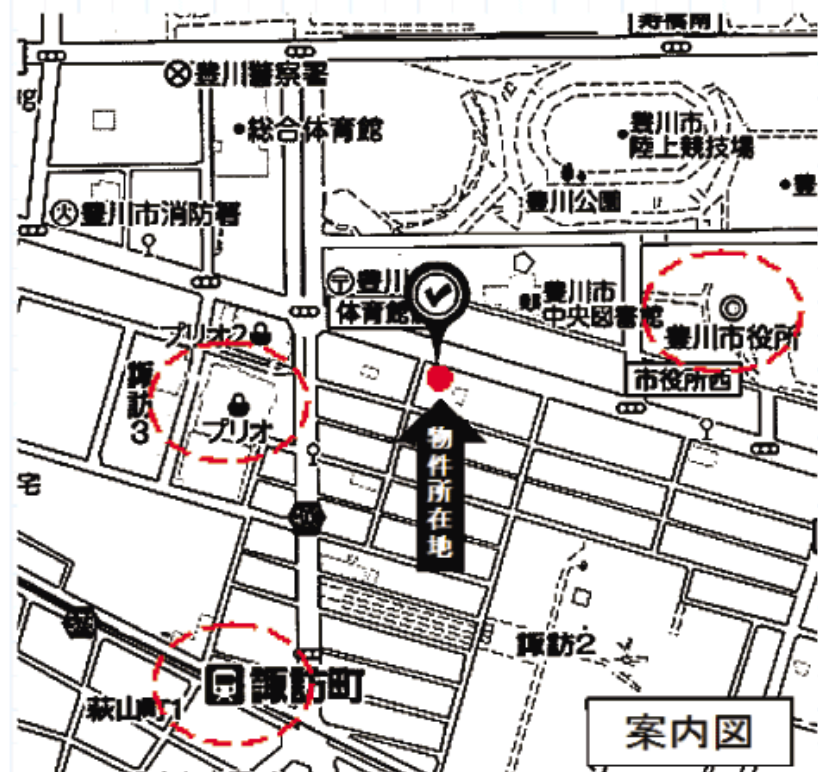 寿橋南
豊川警察署
総合体育館
豊川市
陸上競技場
豊川公園
豊
豊川市消防署
豊川
体育館
豊川市
中央図書館
豊川市役所
プリオ2
市役所西
諏訪3
プリオ
物件所在地
宅
諏訪2
諏訪町
萩山町1
案内図